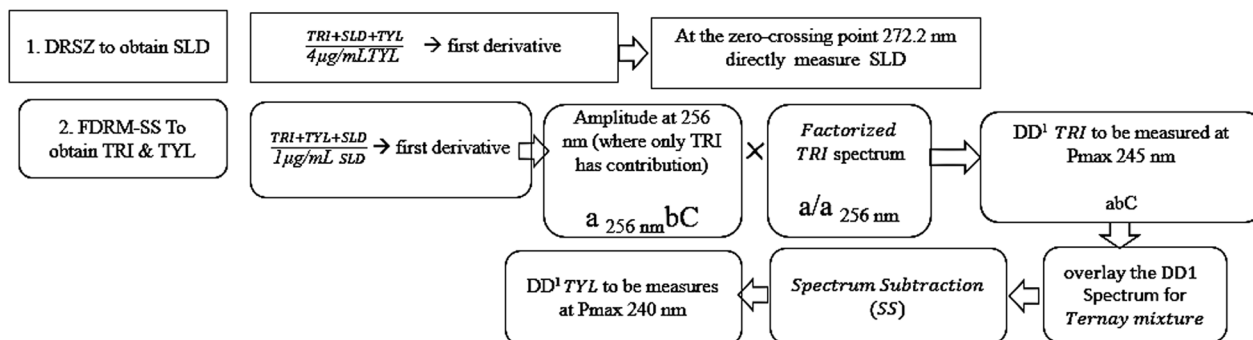 1. DRSZ to obtain SLD
TRI+SLD+TYL
4μg/mLTYL
→ first derivative
At the zero-crossing point 272.2 nm
directly measure SLD
2. FDRM-SS To
obtain TRI & TYL
TRI+TYL+SLD
1μg/mL SLD
→ first derivative
Amplitude at 256
nm (where only TRI
has contribution)
a 256 nmbC
×
Factorized
TRI spectrum
a/a 256 nm
DD¹ TRI to be measured at
Pmax 245 nm
abC
overlay the DD1
Spectrum for
Ternay mixture
Spectrum Subtraction
(SS)
DD¹ TYL to be measures
at Pmax 240 nm